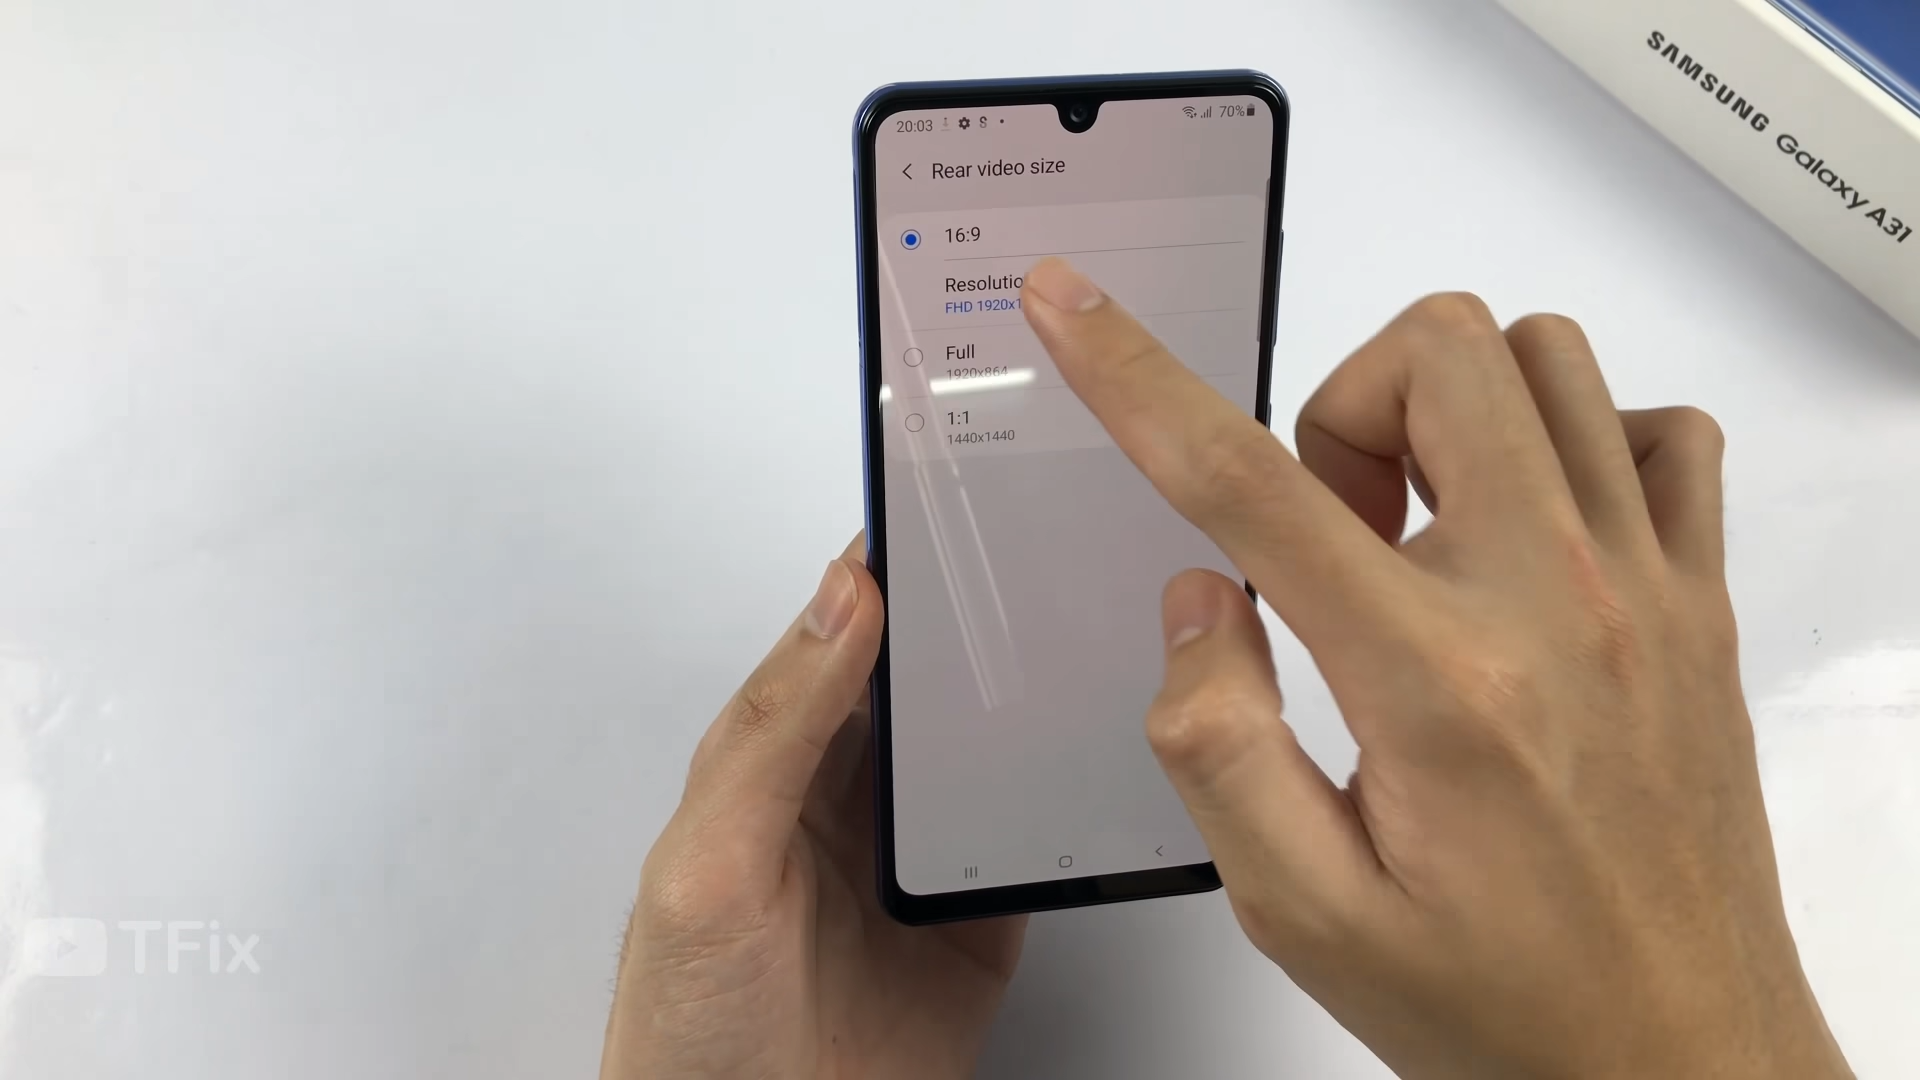 SAMSUNG Galaxy A31
20:03 70%
Rear video size
16:9
Resolutio
FHD 1920x1
Full
1920x864
1:1
1440x1440
TFix